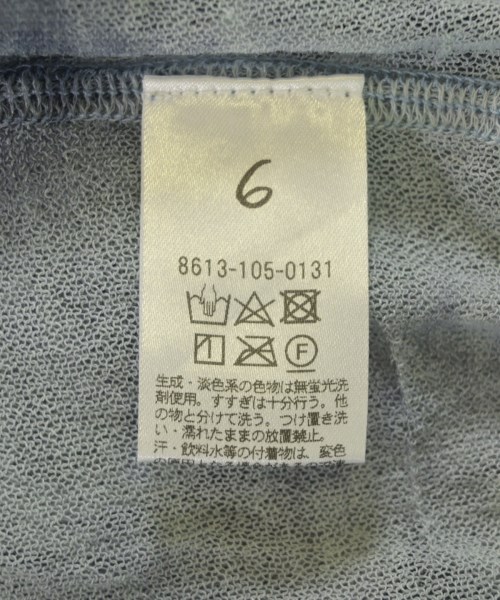 6
8613-105-0131
F
生成・淡色系の色物は無蛍光洗
剤使用。すすぎは十分行う。他
の物と分けて洗う。つけ置き洗
い・濡れたままの放置禁止。
汗・飲料水等の付着物は、変色